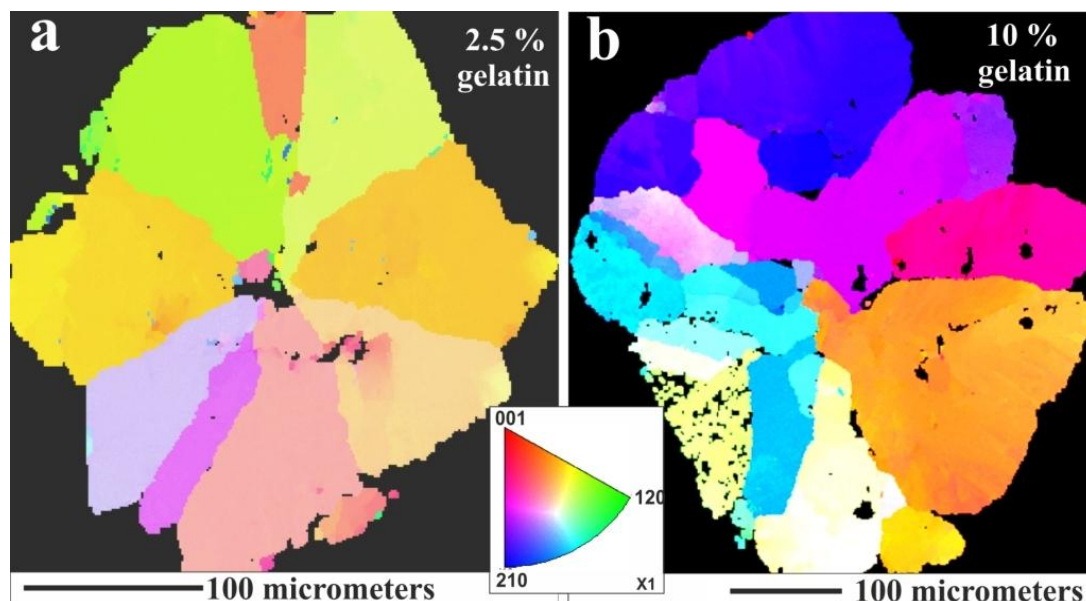 a
2.5 %
gelatin
b
10 %
gelatin
001
120
210
X1
100 micrometers
100 micrometers